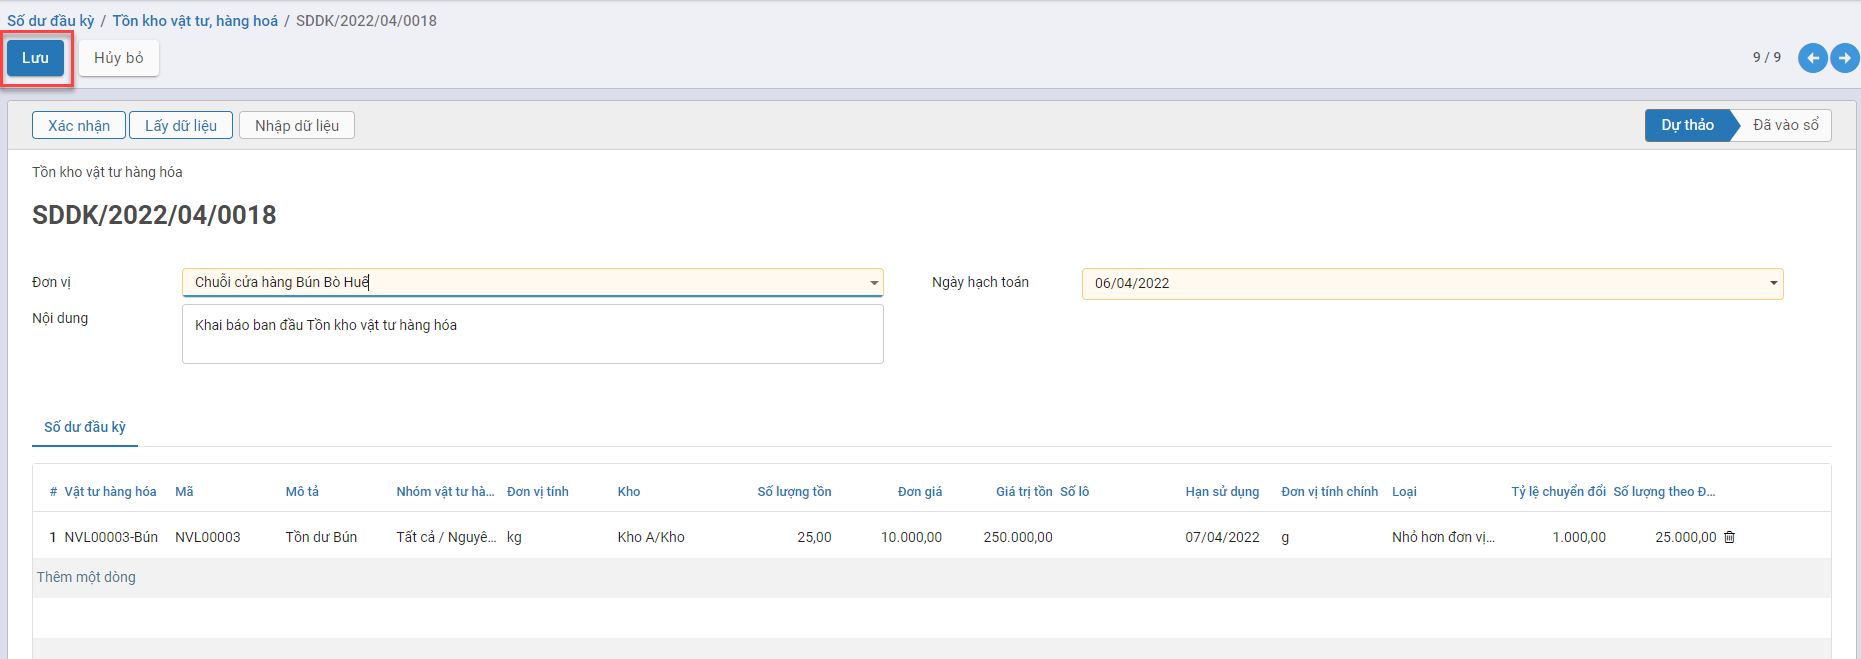 Số dư đầu kỳ / Tồn kho vật tư, hàng hoá / SDDK/2022/04/0018
Lưu Hủy bỏ 9 / 9
Xác nhận Lấy dữ liệu Nhập dữ liệu Dự thảo Đã vào sổ
Tồn kho vật tư hàng hóa
SDDK/2022/04/0018
Đơn vị Chuỗi cửa hàng Bún Bò Huế Ngày hạch toán 06/04/2022
Nội dung Khai báo ban đầu Tồn kho vật tư hàng hóa
Số dư đầu kỳ
# Vật tư hàng hóa Mã Mô tả Nhóm vật tư hà... Đơn vị tính Kho Số lượng tồn Đơn giá Giá trị tồn Số lô Hạn sử dụng Đơn vị tính chính Loại Tỷ lệ chuyển đổi Số lượng theo Đ...
1 NVL00003-Bún NVL00003 Tồn dư Bún Tất cả / Nguyê... kg Kho A/Kho 25,00 10.000,00 250.000,00 07/04/2022 g Nhỏ hơn đơn vị... 1.000,00 25.000,00
Thêm một dòng